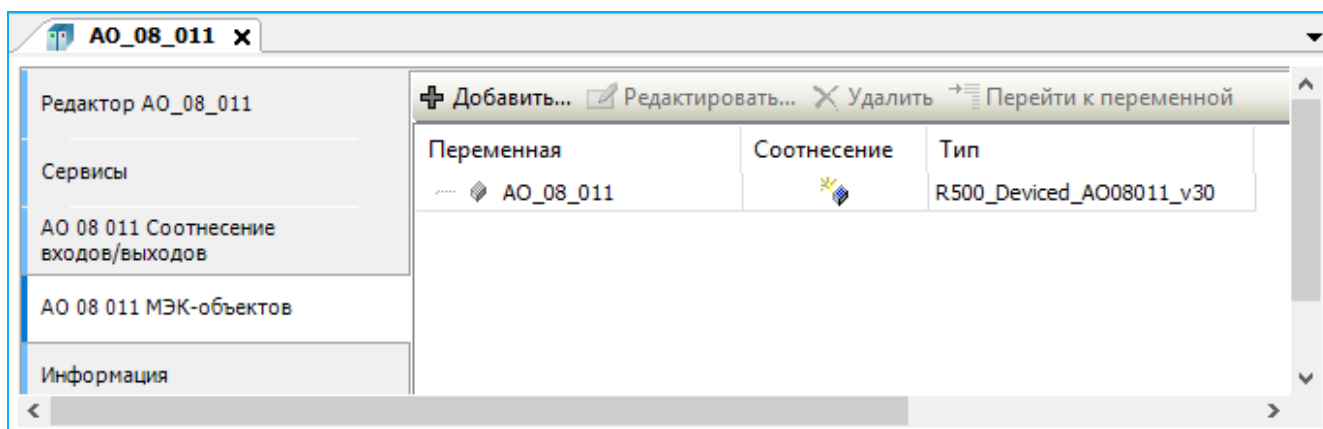 AO_08_011
Редактор AO_08_011
Сервисы
AO 08 011 Соотнесение
входов/выходов
AO 08 011 МЭК-объектов
Информация
Добавить... Редактировать... Удалить Перейти к переменной
Переменная Соотнесение Тип
AO_08_011 R500_Deviced_AO08011_v30